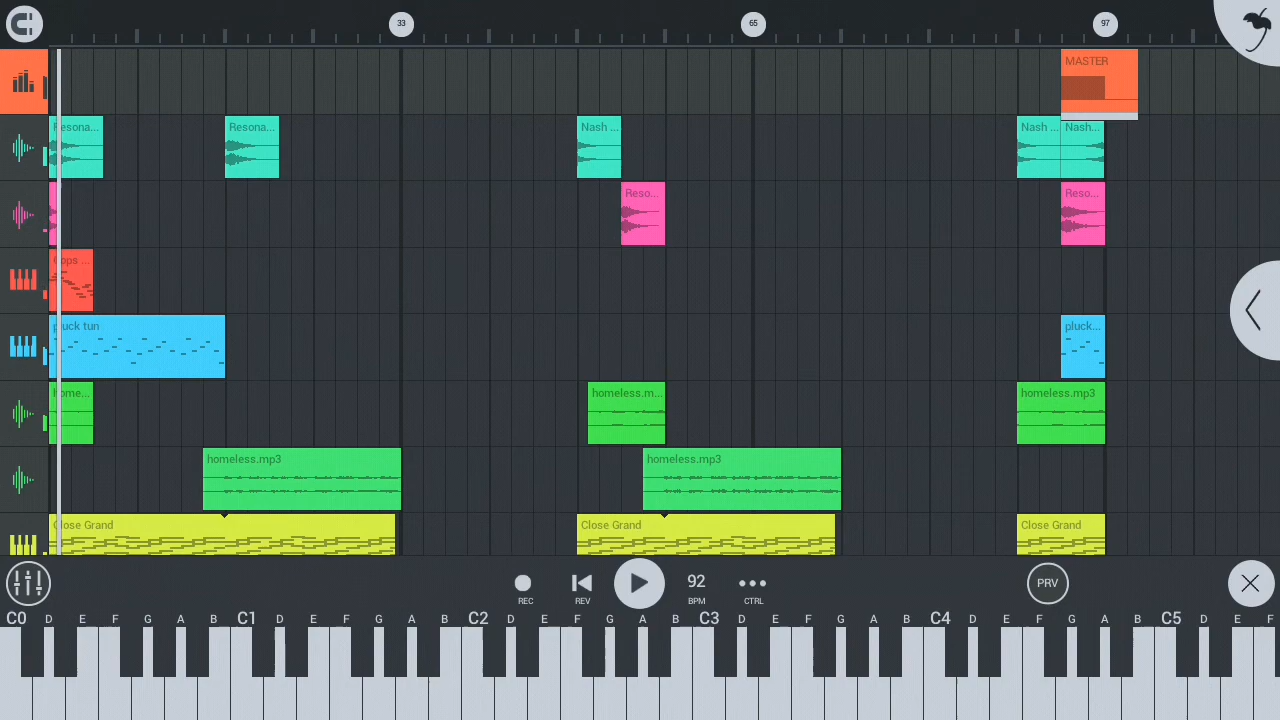 33 65 97
MASTER
Resona... Resona... Nash ... Nash ... Nash...
Reso... Reso...
pluck tun pluck...
home... homeless.m... homeless.mp3
homeless.mp3 homeless.mp3
Close Grand Close Grand Close Grand
92 PRV
REC REV BPM CTRL
C0 D E F G A B C1 D E F G A B C2 D E F G A B C3 D E F G A B C4 D E F G A B C5 D E F